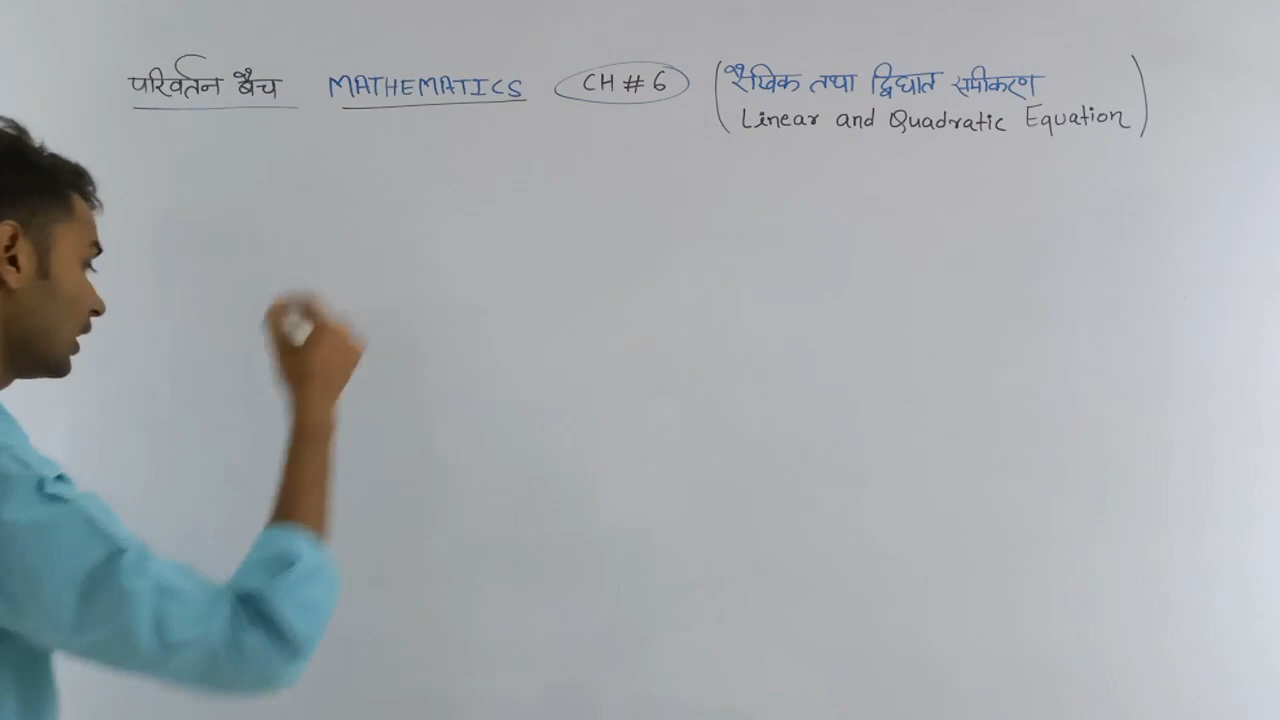 परिवर्तन बैच MATHEMATICS CH # 6 (रैखिक तथा द्विघात समीकरण
Linear and Quadratic Equation)